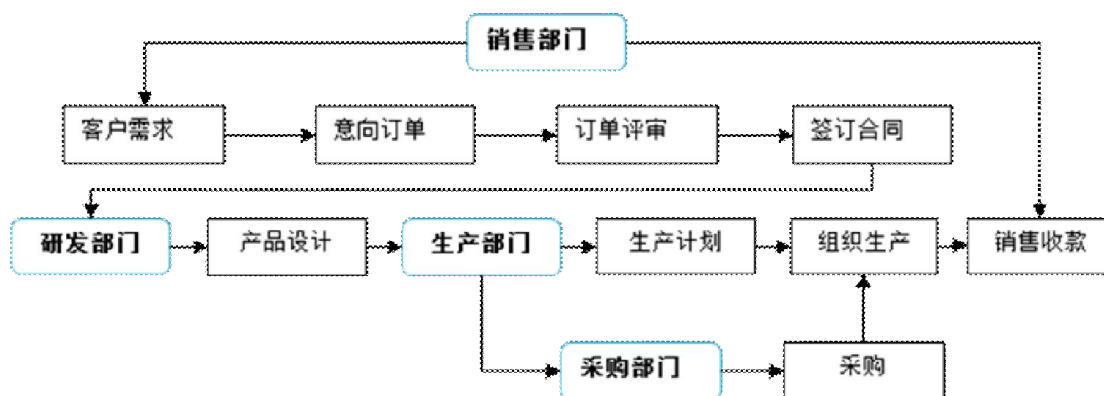 销售部门
客户需求
意向订单
订单评审
签订合同
研发部门
产品设计
生产部门
生产计划
组织生产
销售收款
采购部门
采购